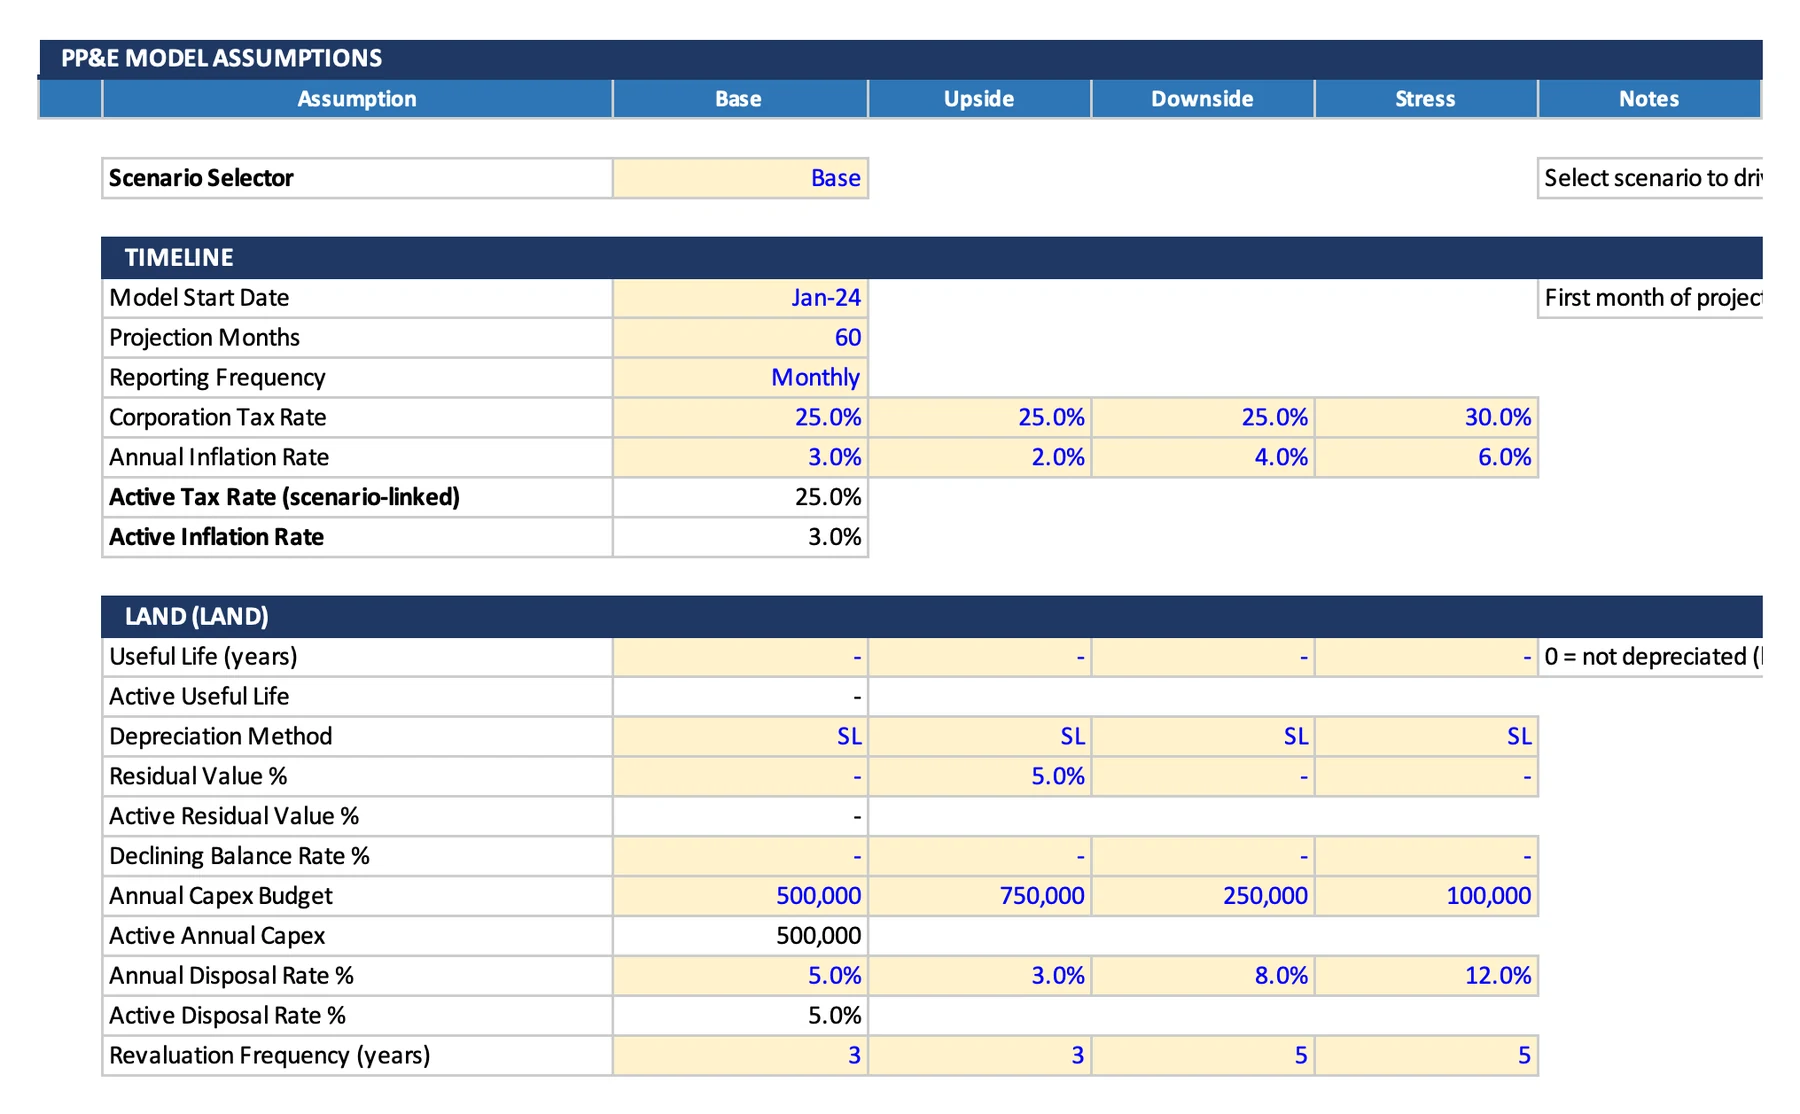 PP&E MODEL ASSUMPTIONS
Assumption Base Upside Downside Stress Notes
Scenario Selector Base Select scenario to
TIMELINE
Model Start Date Jan-24 First month of
Projection Months 60
Reporting Frequency Monthly
Corporation Tax Rate 25.0% 25.0% 25.0% 30.0%
Annual Inflation Rate 3.0% 2.0% 4.0% 6.0%
Active Tax Rate (scenario-linked) 25.0%
Active Inflation Rate 3.0%
LAND (LAND)
Useful Life (years) - - - - 0 = not depreciated
Active Useful Life -
Depreciation Method SL SL SL SL
Residual Value % - 5.0% - -
Active Residual Value % -
Declining Balance Rate % - - - -
Annual Capex Budget 500,000 750,000 250,000 100,000
Active Annual Capex 500,000
Annual Disposal Rate % 5.0% 3.0% 8.0% 12.0%
Active Disposal Rate % 5.0%
Revaluation Frequency (years) 3 3 5 5